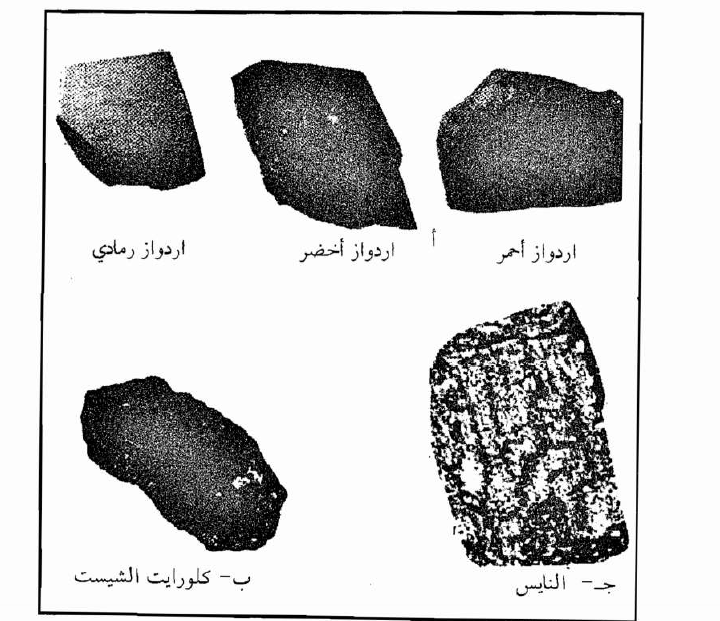 اردواز أحمر
أ
اردواز أخضر
اردواز رمادي
جـ- النايس
ب- كلورايت الشيست